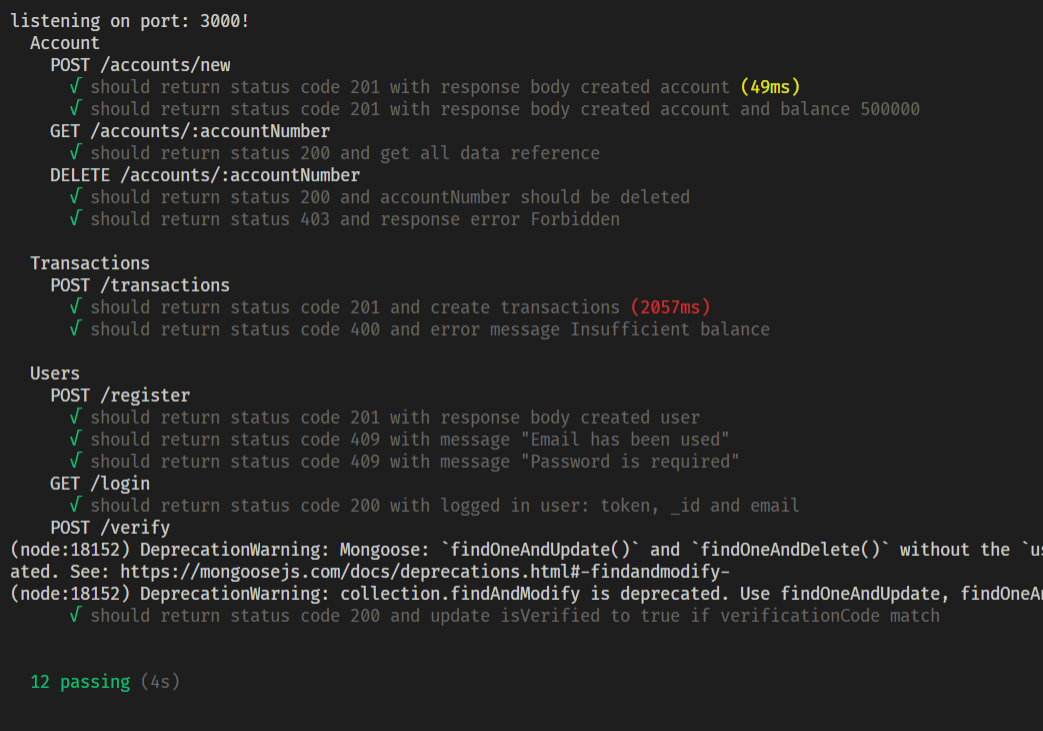 listening on port: 3000!
Account
POST /accounts/new
√ should return status code 201 with response body created account (49ms)
√ should return status code 201 with response body created account and balance 500000
GET /accounts/:accountNumber
√ should return status 200 and get all data reference
DELETE /accounts/:accountNumber
√ should return status 200 and accountNumber should be deleted
√ should return status 403 and response error Forbidden
Transactions
POST /transactions
√ should return status code 201 and create transactions (2057ms)
√ should return status code 400 and error message Insufficient balance
Users
POST /register
√ should return status code 201 with response body created user
√ should return status code 409 with message "Email has been used"
√ should return status code 409 with message "Password is required"
GET /login
√ should return status code 200 with logged in user: token, _id and email
POST /verify
(node:18152) DeprecationWarning: Mongoose: `findOneAndUpdate()` and `findOneAndDelete()` without the `us
ated. See: https://mongoosejs.com/docs/deprecations.html#-findandmodify-
(node:18152) DeprecationWarning: collection.findAndModify is deprecated. Use findOneAndUpdate, findOneAn
√ should return status code 200 and update isVerified to true if verificationCode match
12 passing (4s)